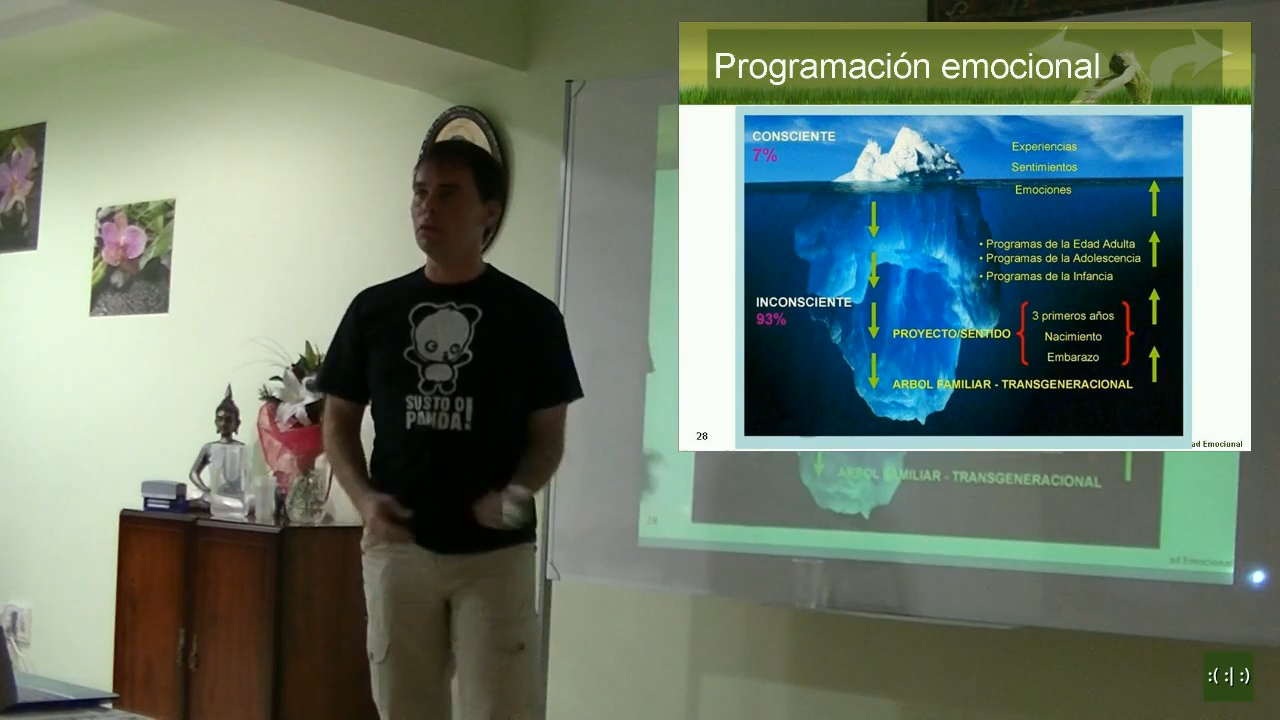 Programación emocional
CONSCIENTE
7%
Experiencias
Sentimientos
Emociones
• Programas de la Edad Adulta
• Programas de la Adolescencia
• Programas de la Infancia
INCONSCIENTE
93%
PROYECTO/SENTIDO
3 primeros años
Nacimiento
Embarazo
ARBOL FAMILIAR - TRANSGENERACIONAL
28
ad Emocional
SUSTO O
PANDA!
ARBOL FAMILIAR - TRANSGENERACIONAL
28
ad Emocional
:( :| :)